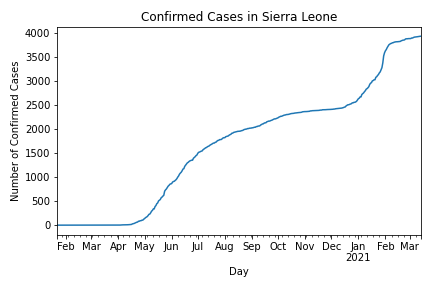 Confirmed Cases in Sierra Leone
Number of Confirmed Cases
4000
3500
3000
2500
2000
1500
1000
500
0
Feb Mar Apr May Jun Jul Aug Sep Oct Nov Dec Jan Feb Mar
2021
Day